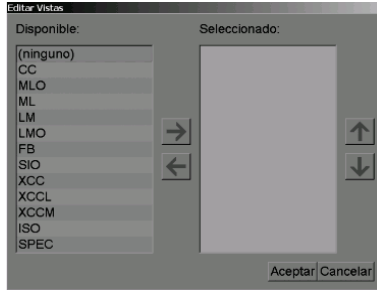 Editar Vistas
Disponible:
Seleccionado:
(ninguno)
CC
MLO
ML
LM
LMO
FB
SIO
XCC
XCCL
XCCM
ISO
SPEC
Aceptar
Cancelar